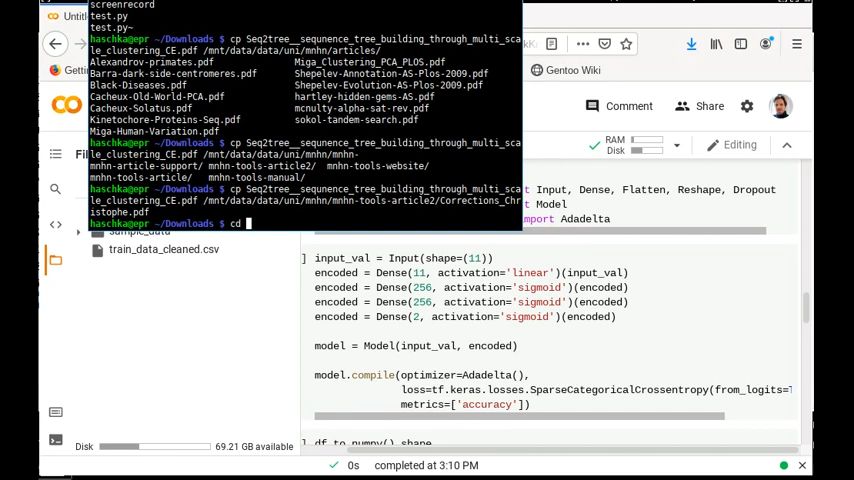 screenrecord
test.py
test.py~
haschka@epr ~/Downloads $ cp Seq2tree__sequnence_tree_building_through_multi_sca
le_clustering_CE.pdf /mnt/data/data/uni/mnhn/articles/
Alexandrov-primates.pdf Miga_Clustering_PCA_PLOS.pdf
Barra-dark-side-centromeres.pdf Shepelev-Annotation-AS-Plos-2009.pdf
Black-Diseases.pdf Shepelev-Evolution-AS-Plos-2009.pdf
Cacheux-Old-World-PCA.pdf hartley-hidden-gems-AS.pdf
Cacheux-Solatus.pdf mcnulty-alpha-sat-rev.pdf
Kinetochore-Proteins-Seq.pdf sokol-tandem-search.pdf
Miga-Human-Variation.pdf
haschka@epr ~/Downloads $ cp Seq2tree__sequnence_tree_building_through_multi_sca
le_clustering_CE.pdf /mnt/data/data/uni/mnhn/mnhn-
mnhn-article-support/ mnhn-tools-article2/ mnhn-tools-website/
mnhn-tools-article/ mnhn-tools-manual/
haschka@epr ~/Downloads $ cp Seq2tree__sequnence_tree_building_through_multi_sca
le_clustering_CE.pdf /mnt/data/data/uni/mnhn/mnhn-tools-article2/Corrections_Chr
istophe.pdf
haschka@epr ~/Downloads $ cd
Untitl
Getti
Gentoo Wiki
Comment
Share
RAM
Disk
Editing
Fil
train_data_cleaned.csv
t Input, Dense, Flatten, Reshape, Dropout
t Model
import Adadelta
] input_val = Input(shape=(11))
encoded = Dense(11, activation='linear')(input_val)
encoded = Dense(256, activation='sigmoid')(encoded)
encoded = Dense(256, activation='sigmoid')(encoded)
encoded = Dense(2, activation='sigmoid')(encoded)
model = Model(input_val, encoded)
model.compile(optimizer=Adadelta(),
loss=tf.keras.losses.SparseCategoricalCrossentropy(from_logits=T
metrics=['accuracy'])
] df.to_numpy().shape
Disk 69.21 GB available
0s completed at 3:10 PM